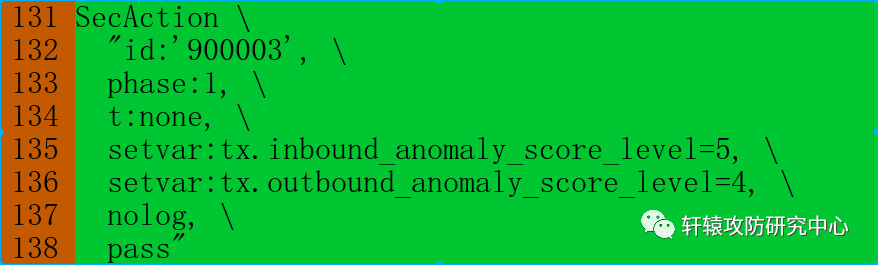 131 SecAction \
132   "id:'900003', \
133   phase:1, \
134   t:none, \
135   setvar:tx.inbound_anomaly_score_level=5, \
136   setvar:tx.outbound_anomaly_score_level=4, \
137   nolog, \
138   pass"
轩辕攻防研究中心